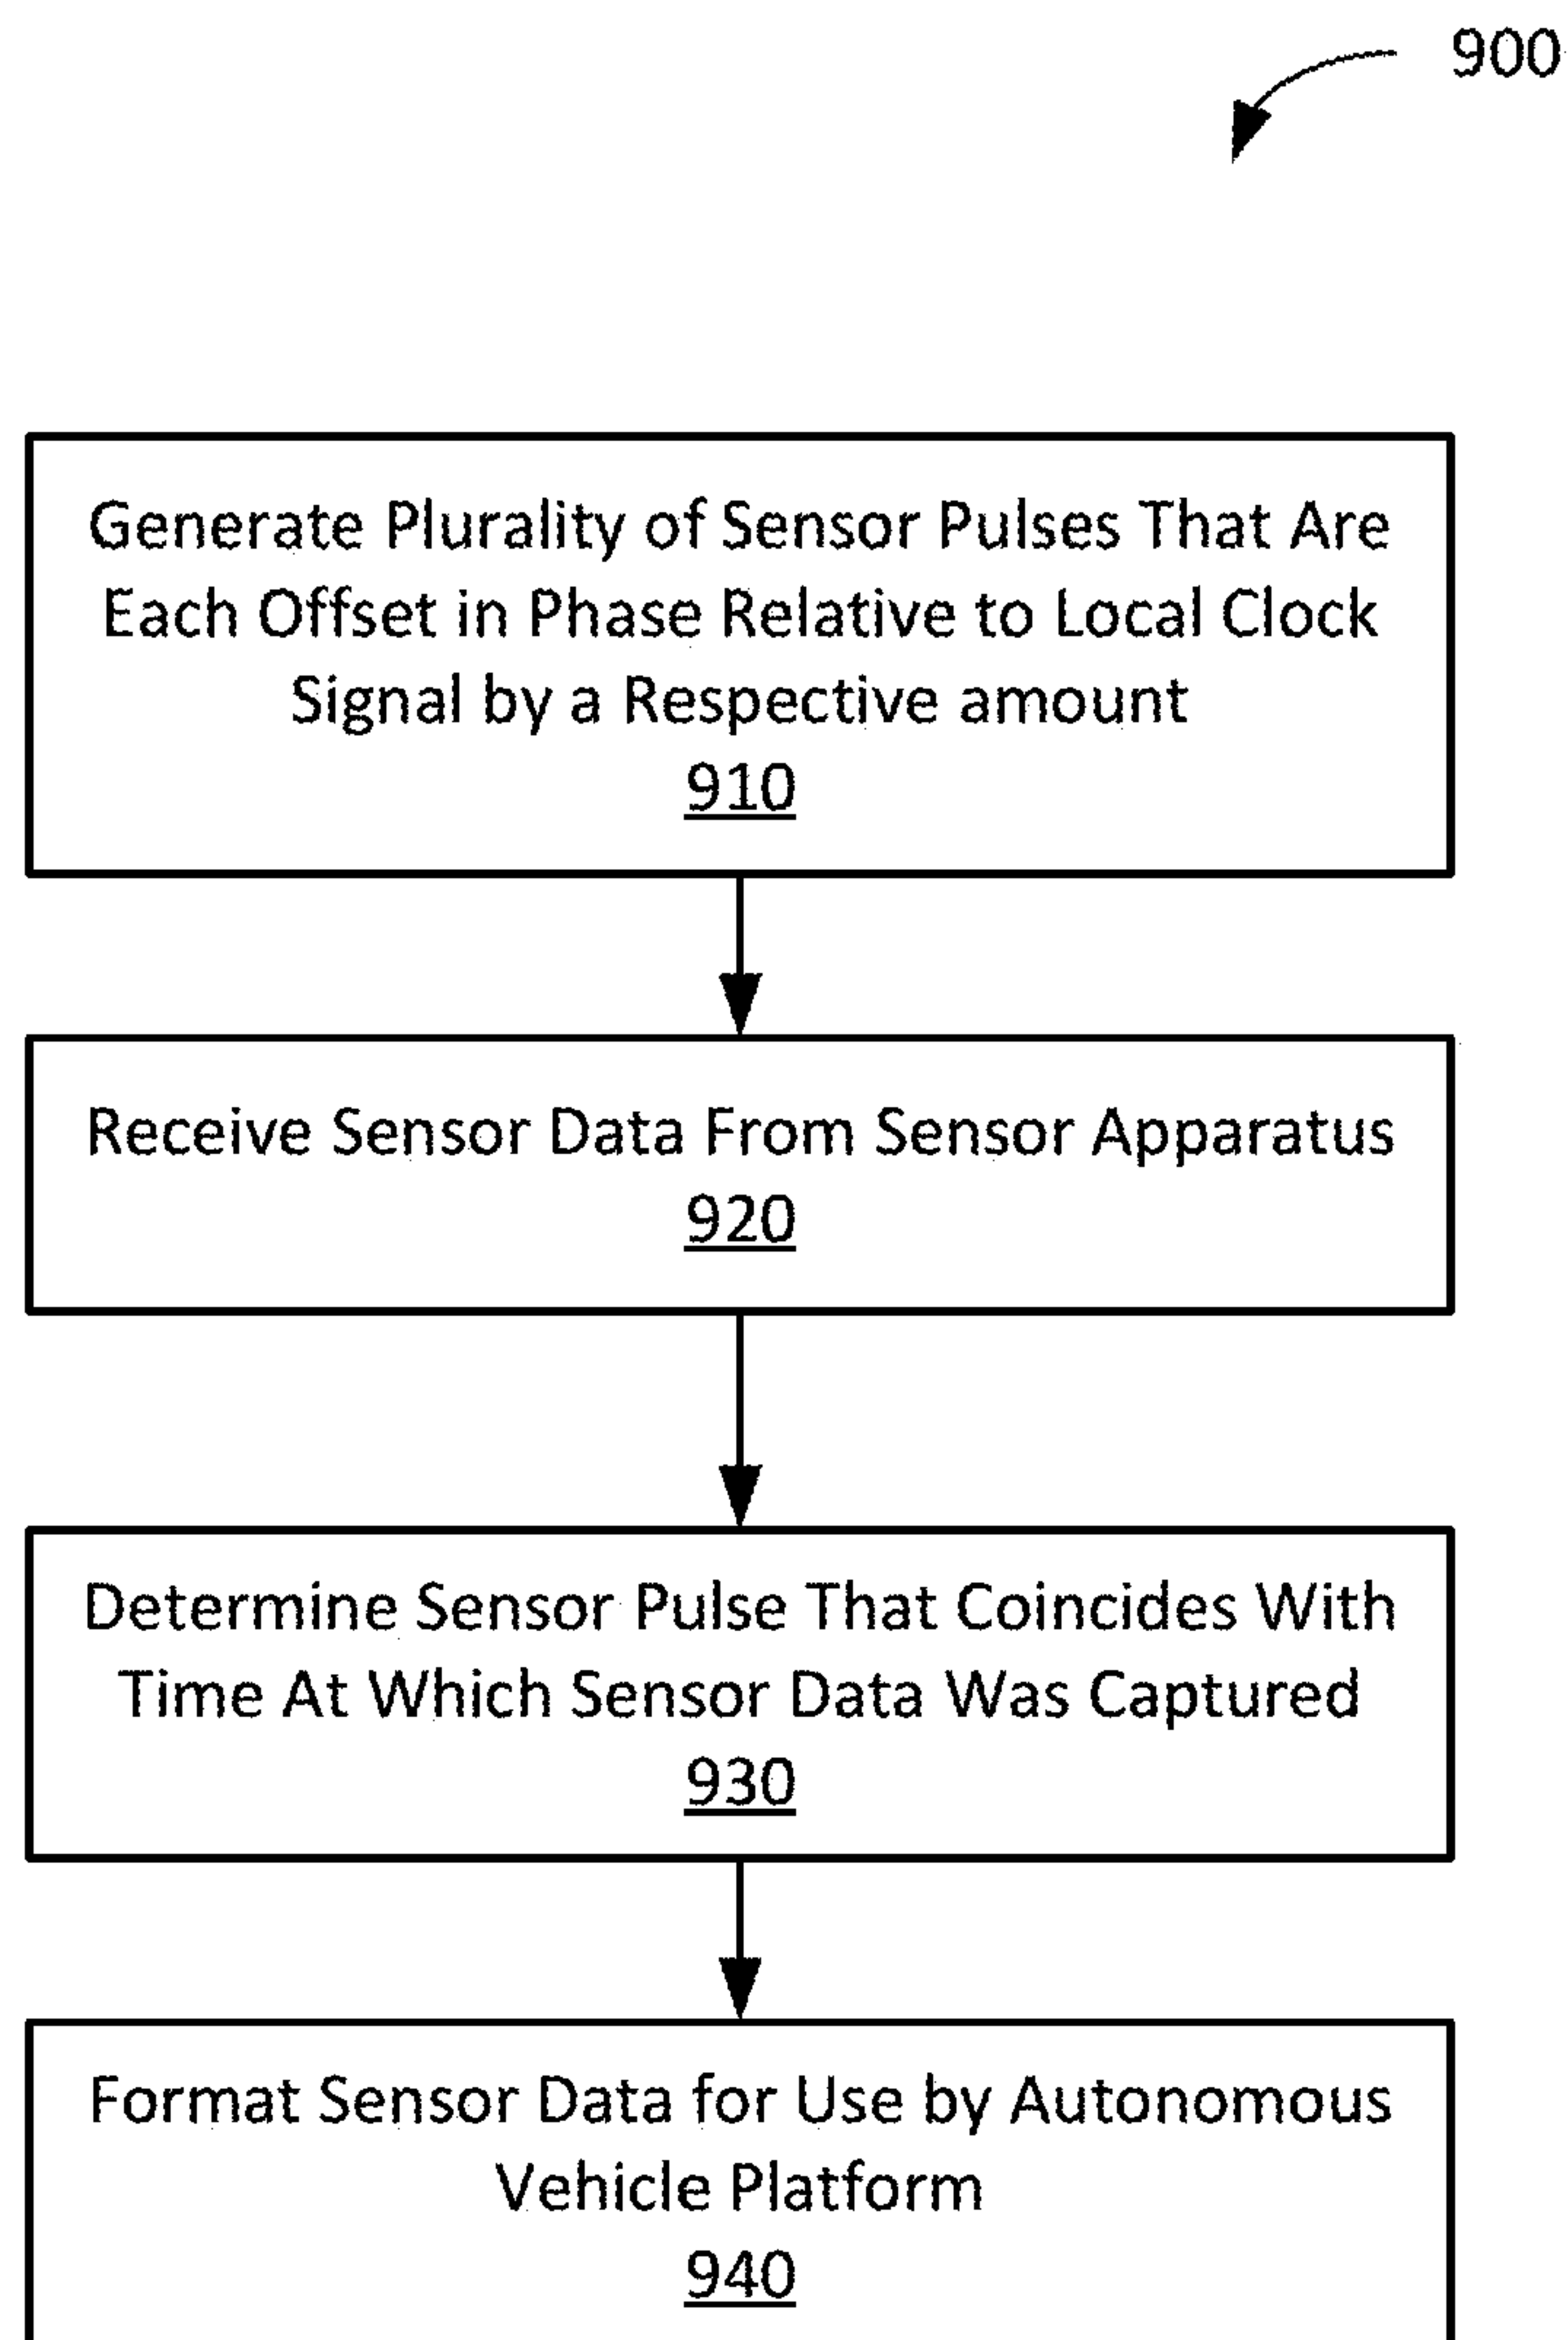 900
Generate Plurality of Sensor Pulses That Are
Each Offset in Phase Relative to Local Clock
Signal by a Respective amount
910
Receive Sensor Data From Sensor Apparatus
920
Determine Sensor Pulse That Coincides With
Time At Which Sensor Data Was Captured
930
Format Sensor Data for Use by Autonomous
Vehicle Platform
940